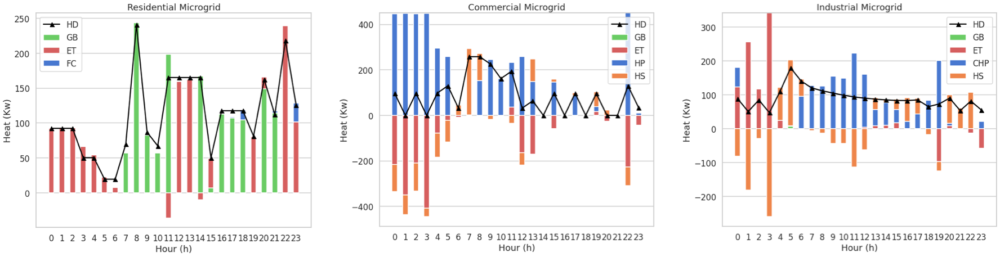 Residential Microgrid
Heat (Kw)
250
200
150
100
50
0
HD
GB
ET
FC
0 1 2 3 4 5 6 7 8 9 10 11 12 13 14 15 16 17 18 19 20 21 22 23
Hour (h)
Commercial Microgrid
Heat (Kw)
400
200
0
−200
−400
HD
GB
ET
HP
HS
0 1 2 3 4 5 6 7 8 9 10 11 12 13 14 15 16 17 18 19 20 21 22 23
Hour (h)
Industrial Microgrid
Heat (Kw)
300
200
100
0
−100
−200
HD
GB
ET
CHP
HS
0 1 2 3 4 5 6 7 8 9 10 11 12 13 14 15 16 17 18 19 20 21 22 23
Hour (h)